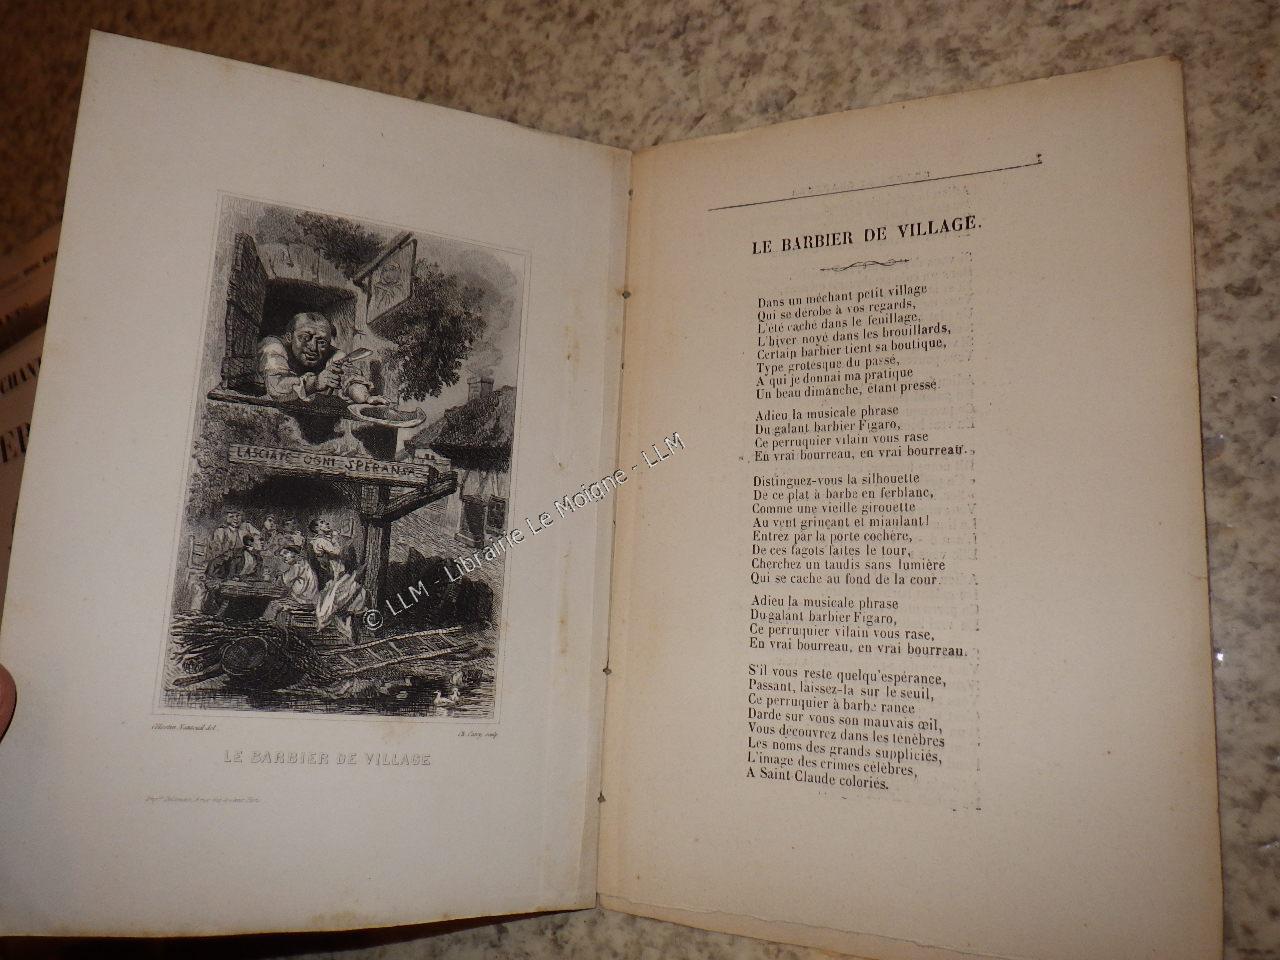 LASCIATE OGNI SPERANSA
Célestin Nanteuil del.
LE BARBIER DE VILLAGE
© LLM - Librairie Le Moigne - LLM
LE BARBIER DE VILLAGE.
Dans un méchant petit village
Qui se dérobe à vos regards,
L'été caché dans le feuillage,
L'hiver noyé dans les brouillards,
Certain barbier tient sa boutique,
Type grotesque du passé,
A qui je donnai ma pratique
Un beau dimanche, étant pressé.
Adieu la musicale phrase
Du galant barbier Figaro,
Ce perruquier vilain vous rase
En vrai bourreau, en vrai bourreau.
Distinguez-vous la silhouette
De ce plat à barbe en ferblanc,
Comme une vieille girouette
Au vent grinçant et miaulant!
Entrez par la porte cochère,
De ces fagots faites le tour,
Cherchez un taudis sans lumière
Qui se cache au fond de la cour.
Adieu la musicale phrase
Du galant barbier Figaro,
Ce perruquier vilain vous rase,
En vrai bourreau, en vrai bourreau.
S'il vous reste quelqu'espérance,
Passant, laissez-la sur le seuil,
Ce perruquier à barbe rance
Darde sur vous son mauvais œil,
Vous découvrez dans les ténèbres
Les noms des grands suppliciés,
L'image des crimes célèbres,
A Saint Claude coloriés.